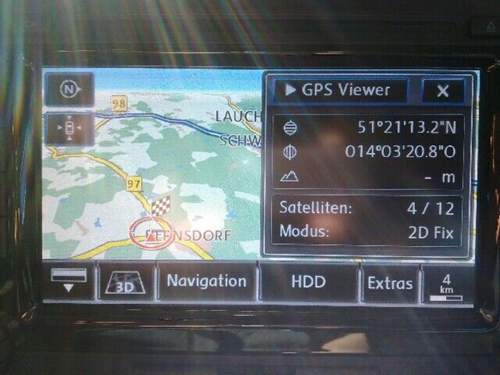 N
98
LAUCH
SCHW
97
ERNSDORF
GPS Viewer
X
51°21'13.2"N
014°03'20.8"O
– m
Satelliten: 4 / 12
Modus: 2D Fix
3D
Navigation
HDD
Extras
4
km